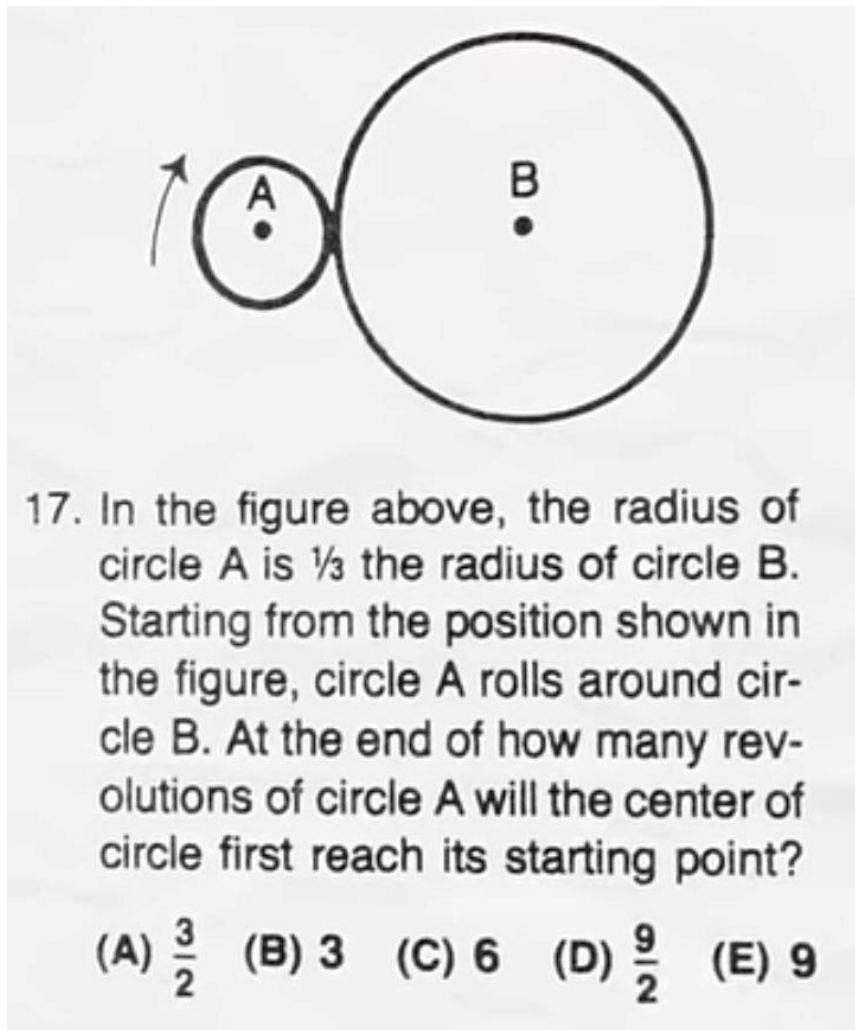 A
B
17. In the figure above, the radius of
circle A is ⅓ the radius of circle B.
Starting from the position shown in
the figure, circle A rolls around cir-
cle B. At the end of how many rev-
olutions of circle A will the center of
circle first reach its starting point?
(A) 3/2 (B) 3 (C) 6 (D) 9/2 (E) 9